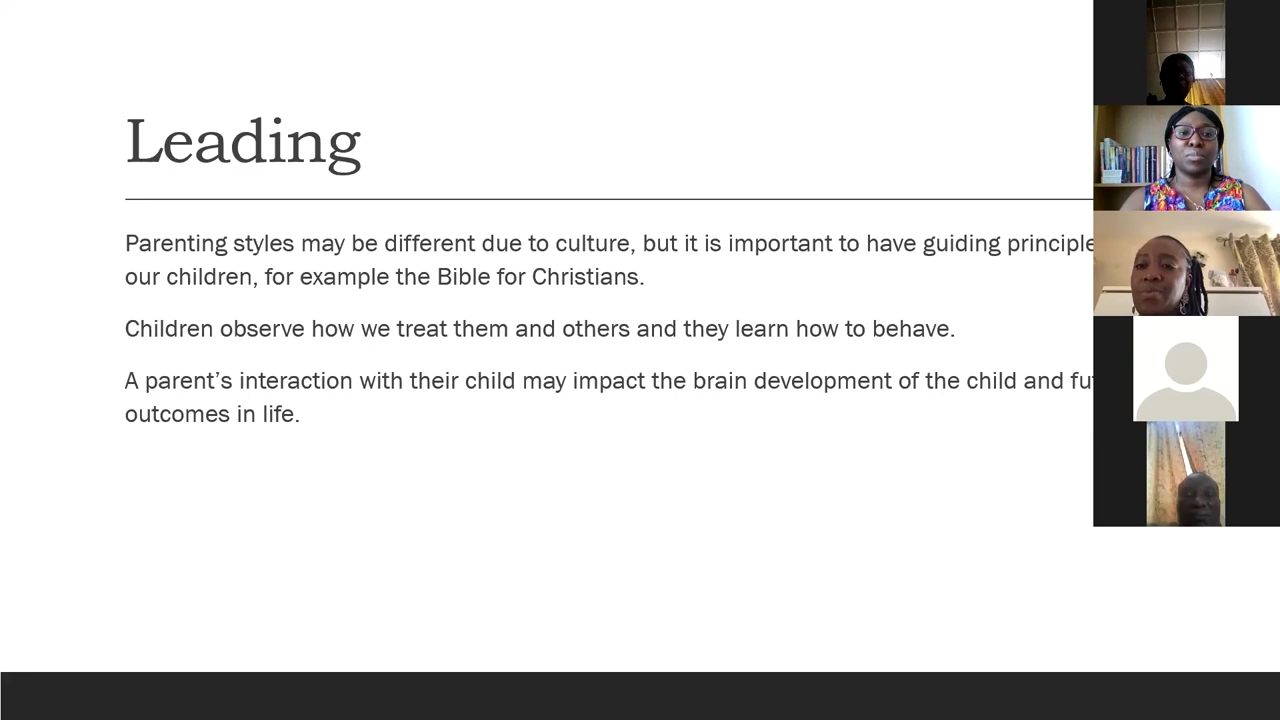 Leading
Parenting styles may be different due to culture, but it is important to have guiding principle
our children, for example the Bible for Christians.
Children observe how we treat them and others and they learn how to behave.
A parent’s interaction with their child may impact the brain development of the child and fu
outcomes in life.